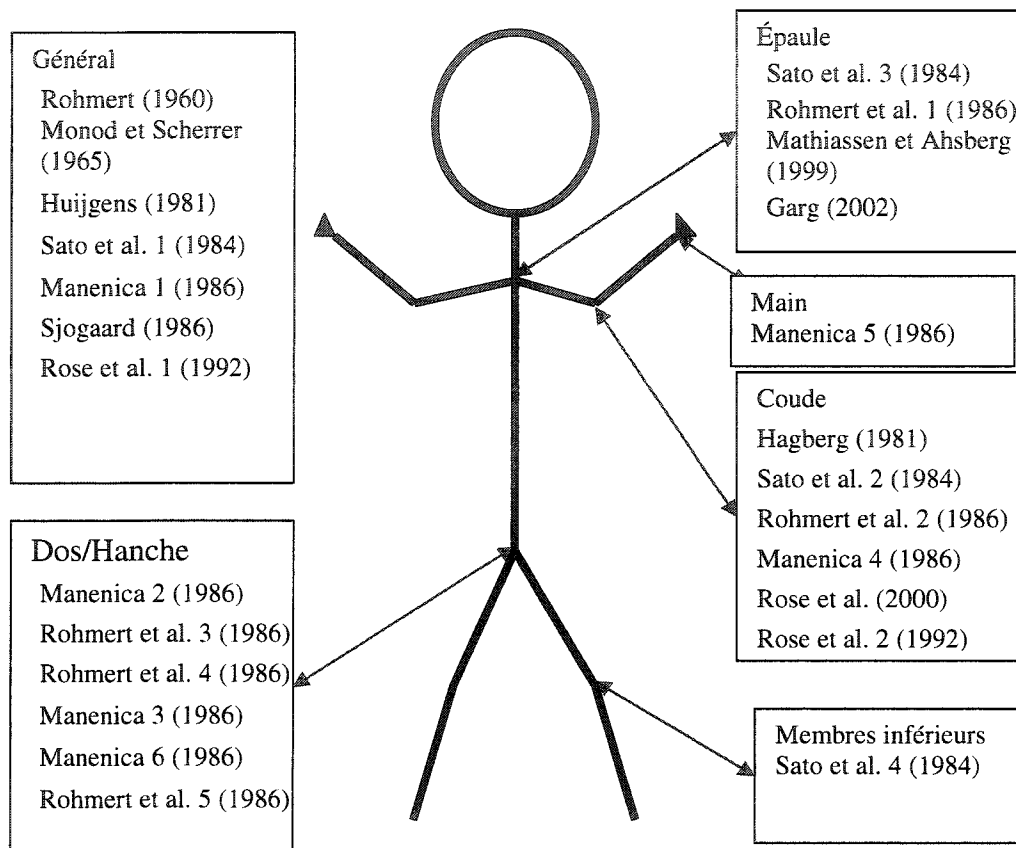 Général
Rohmert (1960)
Monod et Scherrer
(1965)
Huijgens (1981)
Sato et al. 1 (1984)
Manenica 1 (1986)
Sjogaard (1986)
Rose et al. 1 (1992)
Épaule
Sato et al. 3 (1984)
Rohmert et al. 1 (1986)
Mathiassen et Ahsberg
(1999)
Garg (2002)
Main
Manenica 5 (1986)
Coude
Hagberg (1981)
Sato et al. 2 (1984)
Rohmert et al. 2 (1986)
Manenica 4 (1986)
Rose et al. (2000)
Rose et al. 2 (1992)
Dos/Hanche
Manenica 2 (1986)
Rohmert et al. 3 (1986)
Rohmert et al. 4 (1986)
Manenica 3 (1986)
Manenica 6 (1986)
Rohmert et al. 5 (1986)
Membres inférieurs
Sato et al. 4 (1984)